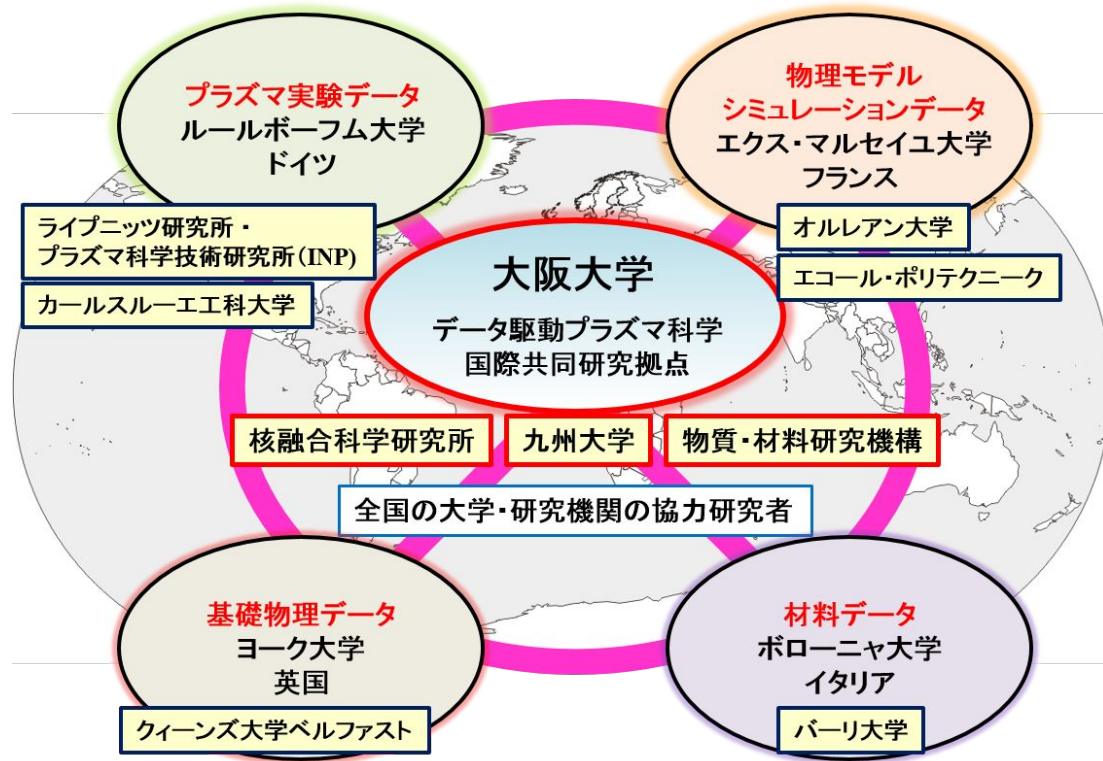 プラズマ実験データ
ルールボーフム大学
ドイツ
物理モデル
シミュレーションデータ
エクス・マルセイユ大学
フランス
ライプニッツ研究所・
プラズマ科学技術研究所(INP)
カールスルーエ工科大学
オルレアン大学
エコール・ポリテクニーク
大阪大学
データ駆動プラズマ科学
国際共同研究拠点
核融合科学研究所
九州大学
物質・材料研究機構
全国の大学・研究機関の協力研究者
基礎物理データ
ヨーク大学
英国
クィーンズ大学ベルファスト
材料データ
ボローニャ大学
イタリア
バーリ大学